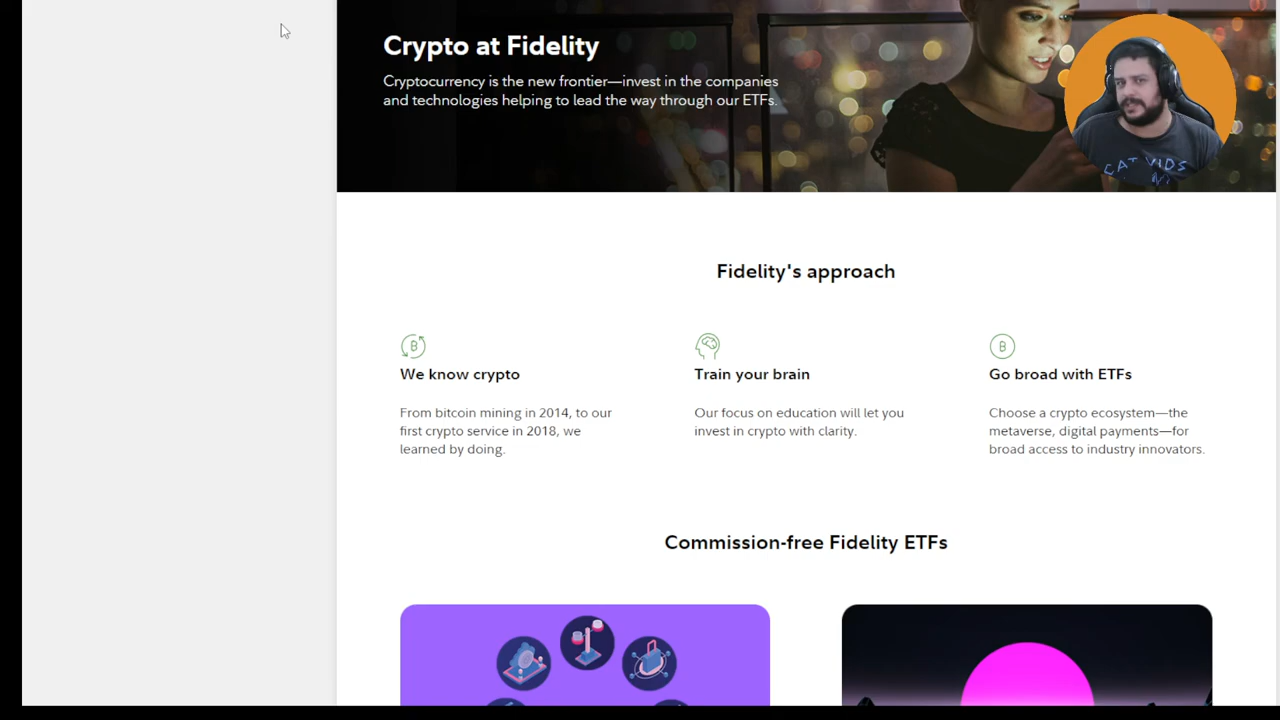 Crypto at Fidelity
Cryptocurrency is the new frontier—invest in the companies
and technologies helping to lead the way through our ETFs.
CAT VIDS
Fidelity's approach
We know crypto
From bitcoin mining in 2014, to our
first crypto service in 2018, we
learned by doing.
Train your brain
Our focus on education will let you
invest in crypto with clarity.
Go broad with ETFs
Choose a crypto ecosystem—the
metaverse, digital payments—for
broad access to industry innovators.
Commission-free Fidelity ETFs